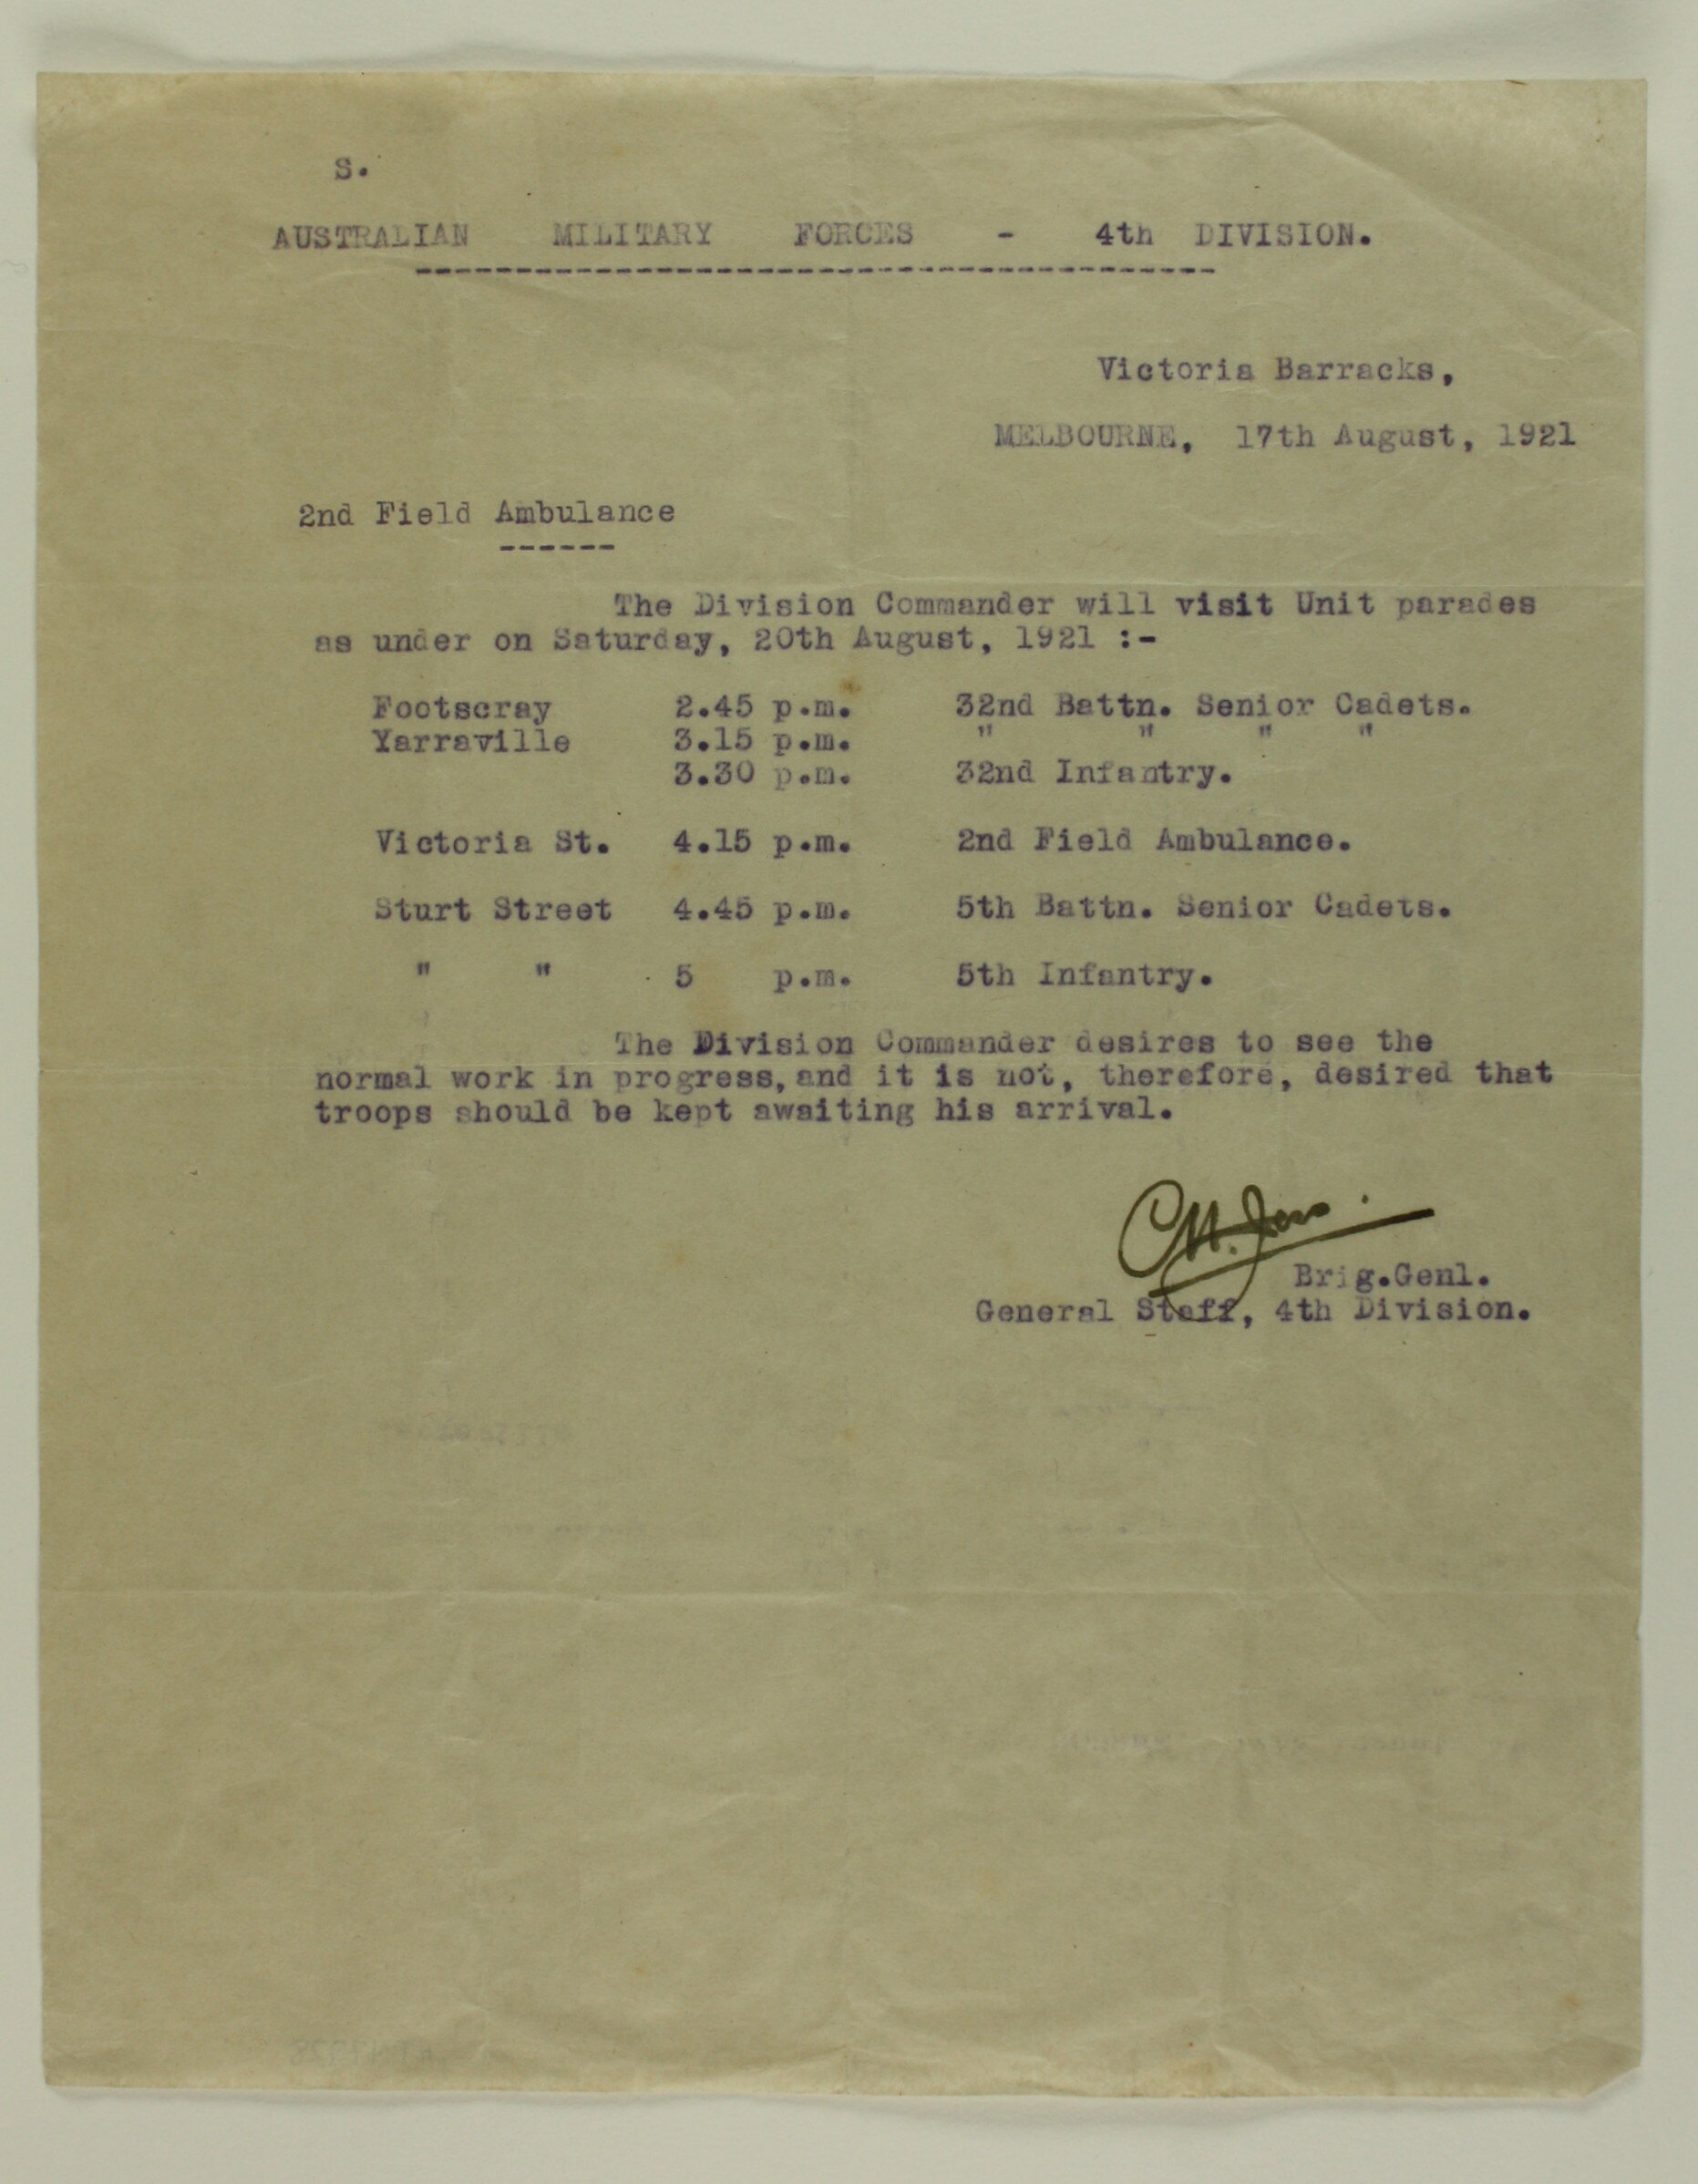 S.
AUSTRALIAN MILITARY FORCES - 4th DIVISION.
----------------------------------------
Victoria Barracks,
MELBOURNE, 17th August, 1921
2nd Field Ambulance
------
The Division Commander will visit Unit parades
as under on Saturday, 20th August, 1921 :-
Footscray 2.45 p.m. 32nd Battn. Senior Cadets.
Yarraville 3.15 p.m. " " " "
3.30 p.m. 32nd Infantry.
Victoria St. 4.15 p.m. 2nd Field Ambulance.
Sturt Street 4.45 p.m. 5th Battn. Senior Cadets.
" " 5 p.m. 5th Infantry.
The Division Commander desires to see the
normal work in progress, and it is not, therefore, desired that
troops should be kept awaiting his arrival.
C.H. Jess.
Brig.Genl.
General Staff, 4th Division.